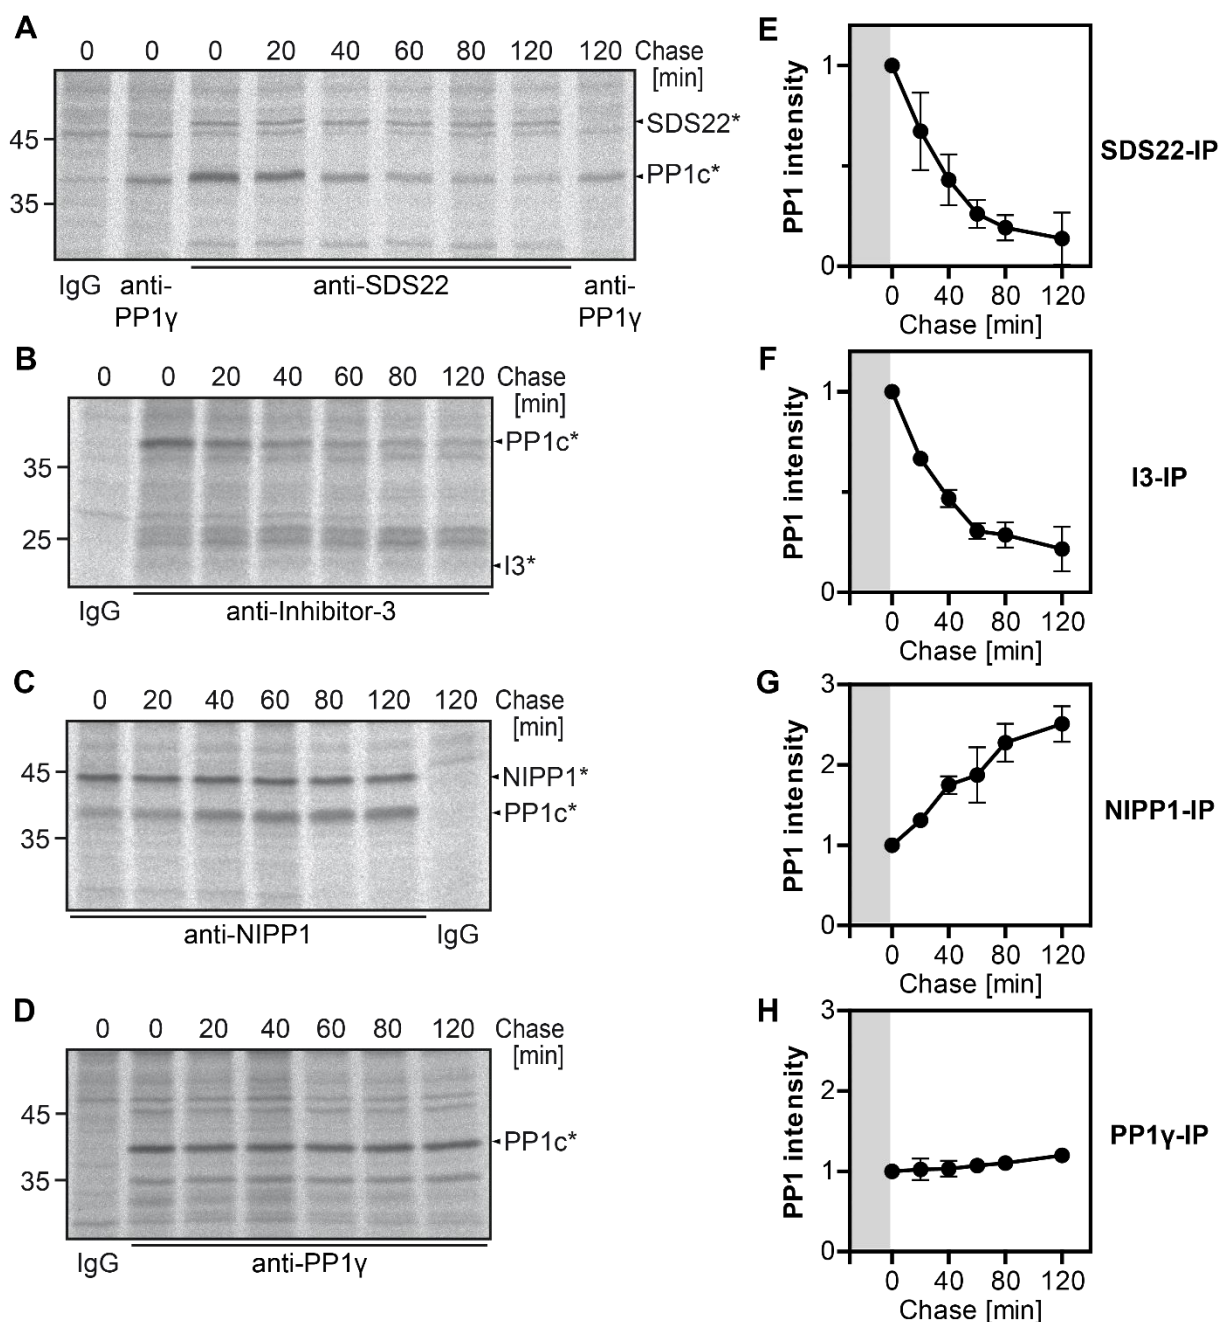 A
0 0 0 20 40 60 80 120 120 Chase
[min]
45
35
SDS22*
PP1c*
IgG anti-PP1γ anti-SDS22 anti-PP1γ
E
PP1 intensity
1
0
0 40 80 120
Chase [min]
SDS22-IP
B
0 0 20 40 60 80 120 Chase
[min]
35
25
PP1c*
I3*
IgG anti-Inhibitor-3
F
PP1 intensity
1
0
0 40 80 120
Chase [min]
I3-IP
C
0 20 40 60 80 120 120 Chase
[min]
45
35
NIPP1*
PP1c*
anti-NIPP1 IgG
G
PP1 intensity
3
2
1
0
0 40 80 120
Chase [min]
NIPP1-IP
D
0 0 20 40 60 80 120 Chase
[min]
45
35
PP1c*
IgG anti-PP1γ
H
PP1 intensity
3
2
1
0
0 40 80 120
Chase [min]
PP1γ-IP